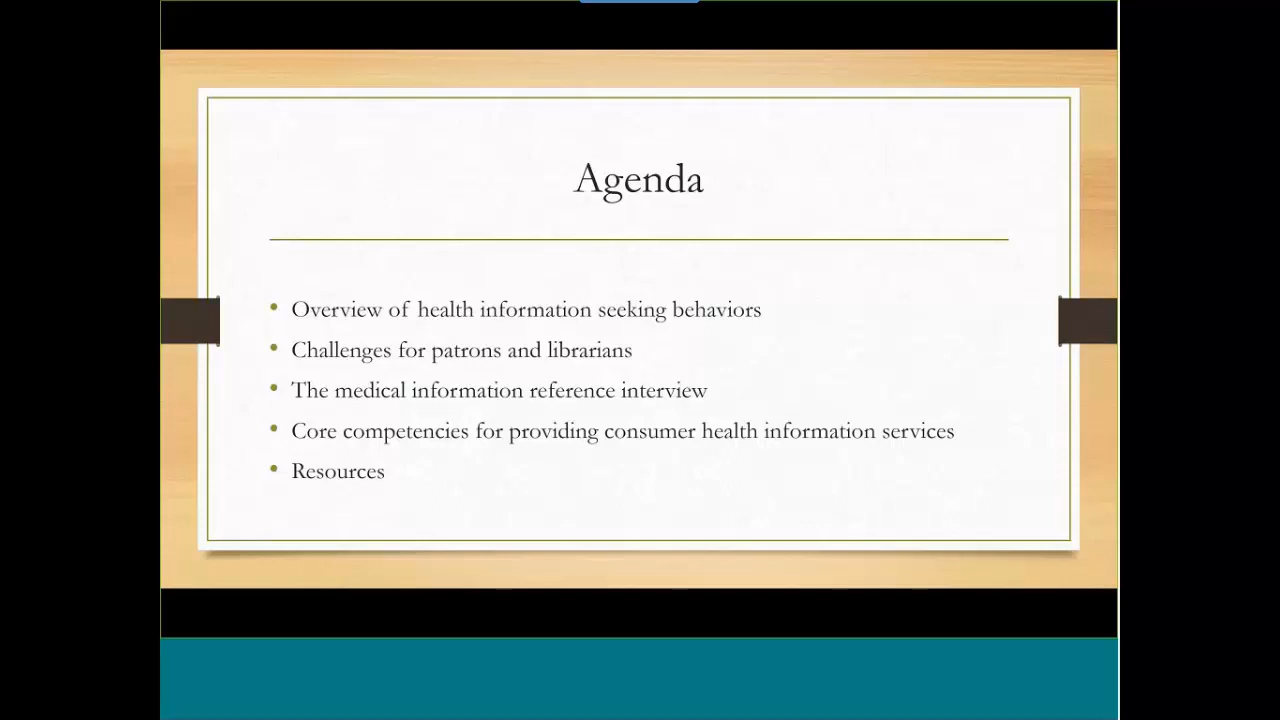 Agenda
• Overview of health information seeking behaviors
• Challenges for patrons and librarians
• The medical information reference interview
• Core competencies for providing consumer health information services
• Resources